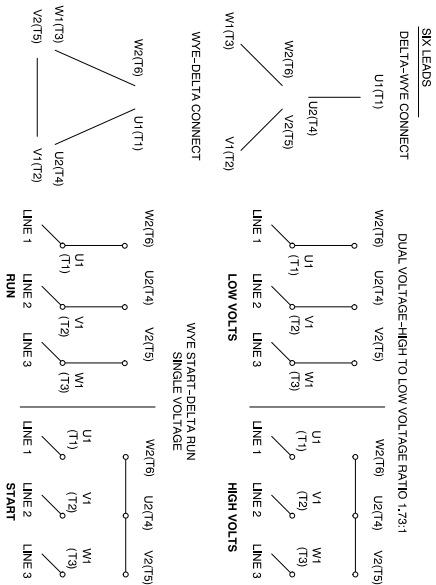 SIX LEADS
DELTA-WYE CONNECT
U1(T1)
U2(T4)
W2(T6)
V2(T5)
W1(T3)
V1(T2)
DUAL VOLTAGE-HIGH TO LOW VOLTAGE RATIO 1.73:1
W2(T6) U2(T4) V2(T5)
U1 V1 W1
(T1) (T2) (T3)
LINE 1 LINE 2 LINE 3
LOW VOLTS
W2(T6) U2(T4) V2(T5)
U1 V1 W1
(T1) (T2) (T3)
LINE 1 LINE 2 LINE 3
HIGH VOLTS
WYE-DELTA CONNECT
W2(T6) U1(T1)
W1(T3) U2(T4)
V2(T5) V1(T2)
WYE START-DELTA RUN
SINGLE VOLTAGE
W2(T6) U2(T4) V2(T5)
U1 V1 W1
(T1) (T2) (T3)
LINE 1 LINE 2 LINE 3
RUN
W2(T6) U2(T4) V2(T5)
U1 V1 W1
(T1) (T2) (T3)
LINE 1 LINE 2 LINE 3
START